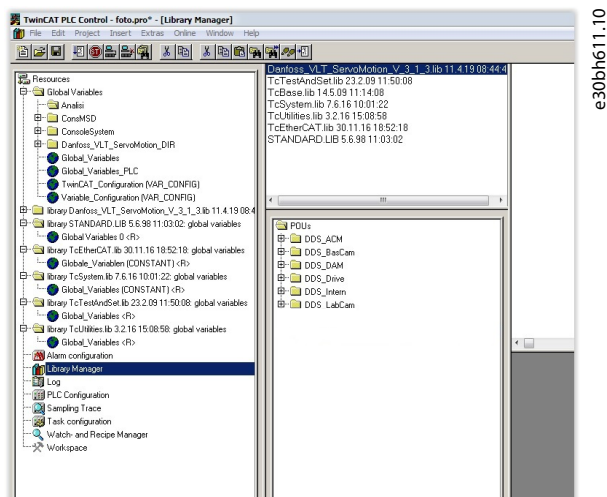 TwinCAT PLC Control - foto.pro* - [Library Manager]
File Edit Project Insert Extras Online Window Help
Resources
Global Variables
Analisi
ConsMSD
ConsoleSystem
Danfoss_VLT_ServoMotion_DIR
Global_Variables
Global_Variables_PLC
TwinCAT_Configuration (VAR_CONFIG)
Variable_Configuration (VAR_CONFIG)
library Danfoss_VLT_ServoMotion_V_3_1_3.lib 11.4.19 08:4
library STANDARD.LIB 5.6.98 11:03:02: global variables
Global Variables 0 <R>
library TcEtherCAT.lib 30.11.16 18:52:18: global variables
Globale_Variablen (CONSTANT) <R>
library TcSystem.lib 7.6.16 10:01:22: global variables
Global_Variables (CONSTANT) <R>
library TcTestAndSet.lib 23.2.09 11:50:08: global variables
Global_Variables <R>
library TcUtilities.lib 3.2.16 15:08:58: global variables
Global_Variables <R>
Alarm configuration
Library Manager
Log
PLC Configuration
Sampling Trace
Task configuration
Watch- and Recipe Manager
Workspace
Danfoss_VLT_ServoMotion_V_3_1_3.lib 11.4.19 08:44:4
TcTestAndSet.lib 23.2.09 11:50:08
TcBase.lib 14.5.09 11:14:08
TcSystem.lib 7.6.16 10:01:22
TcUtilities.lib 3.2.16 15:08:58
TcEtherCAT.lib 30.11.16 18:52:18
STANDARD.LIB 5.6.98 11:03:02
POUs
DDS_ACM
DDS_BasCam
DDS_DAM
DDS_Drive
DDS_Intern
DDS_LabCam
e30bh611.10